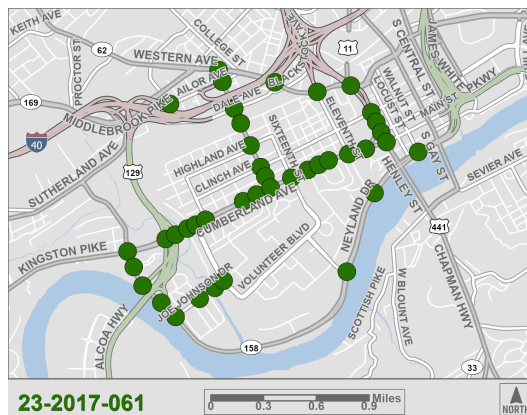 KEITH AVE
62
PROCTOR ST
COLLEGE ST
WESTERN AVE
BLACKSTOCK AVE
11
S CENTRAL ST
JAMES WHITE PKWY
AILOR AVE
DALE AVE
WALNUT ST
LOCUST ST
MAIN ST
169
MIDDLEBROOK PIKE
40
SUTHERLAND AVE
129
HIGHLAND AVE
CLINCH AVE
SIXTEENTH ST
ELEVENTH ST
S GAY ST
SEVIER AVE
HENLEY ST
CUMBERLAND AVE
KINGSTON PIKE
NEYLAND DR
441
VOLUNTEER BLVD
JOE JOHNSON DR
SCOTTISH PIKE
W BLOUNT AVE
CHAPMAN HWY
ALCOA HWY
158
33
23-2017-061
Miles
0 0.3 0.6 0.9
NORTH